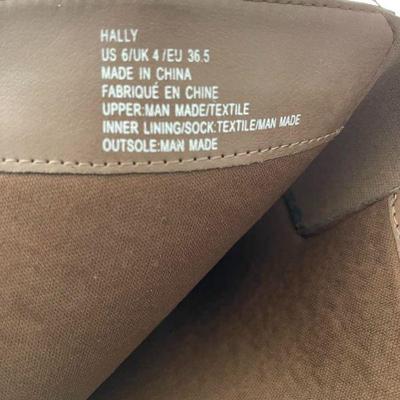 HALLY
US 6/UK 4/EU 36.5
MADE IN CHINA
FABRIQUÉ EN CHINE
UPPER:MAN MADE/TEXTILE
INNER LINING/SOCK:TEXTILE/MAN MADE
OUTSOLE:MAN MADE